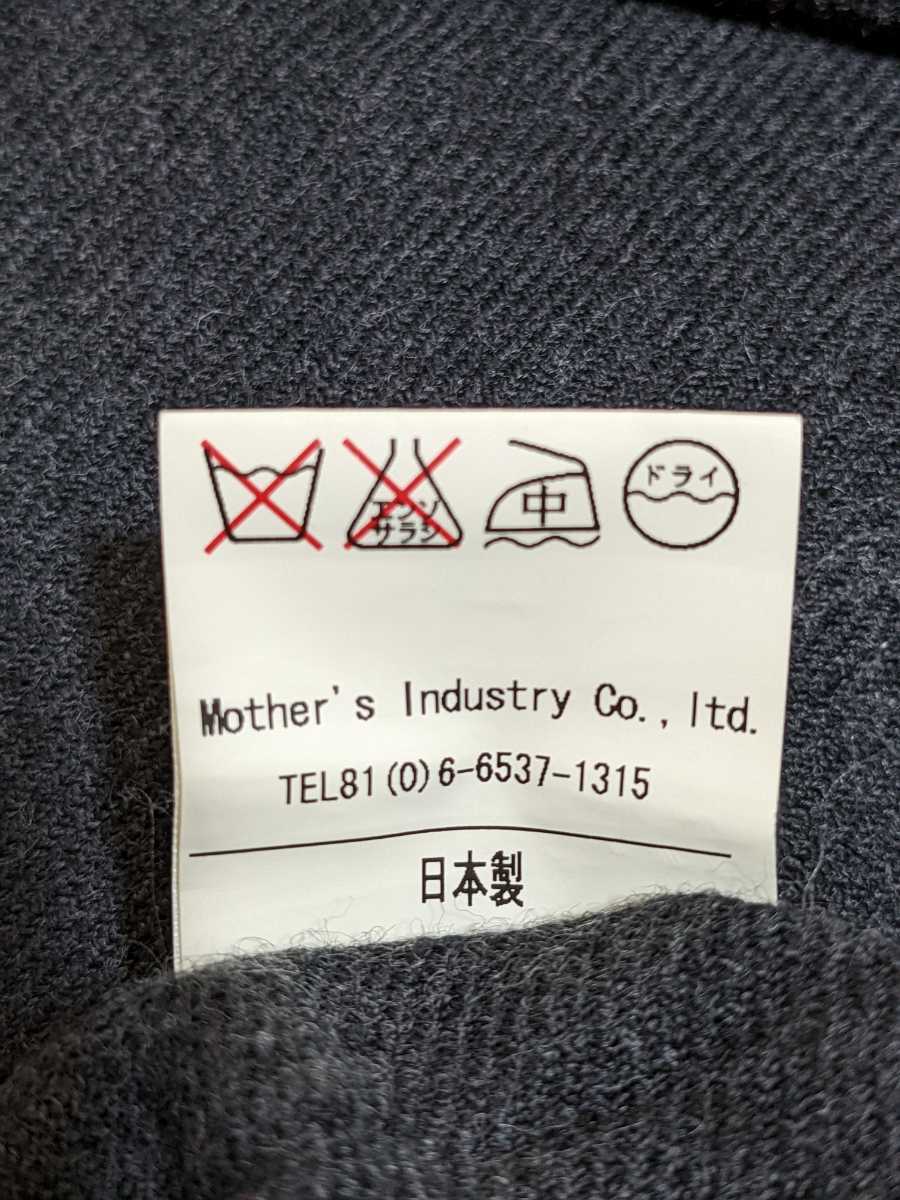 エンソ
サラシ
中
ドライ
Mother's Industry Co.,ltd.
TEL81(0)6-6537-1315
日本製